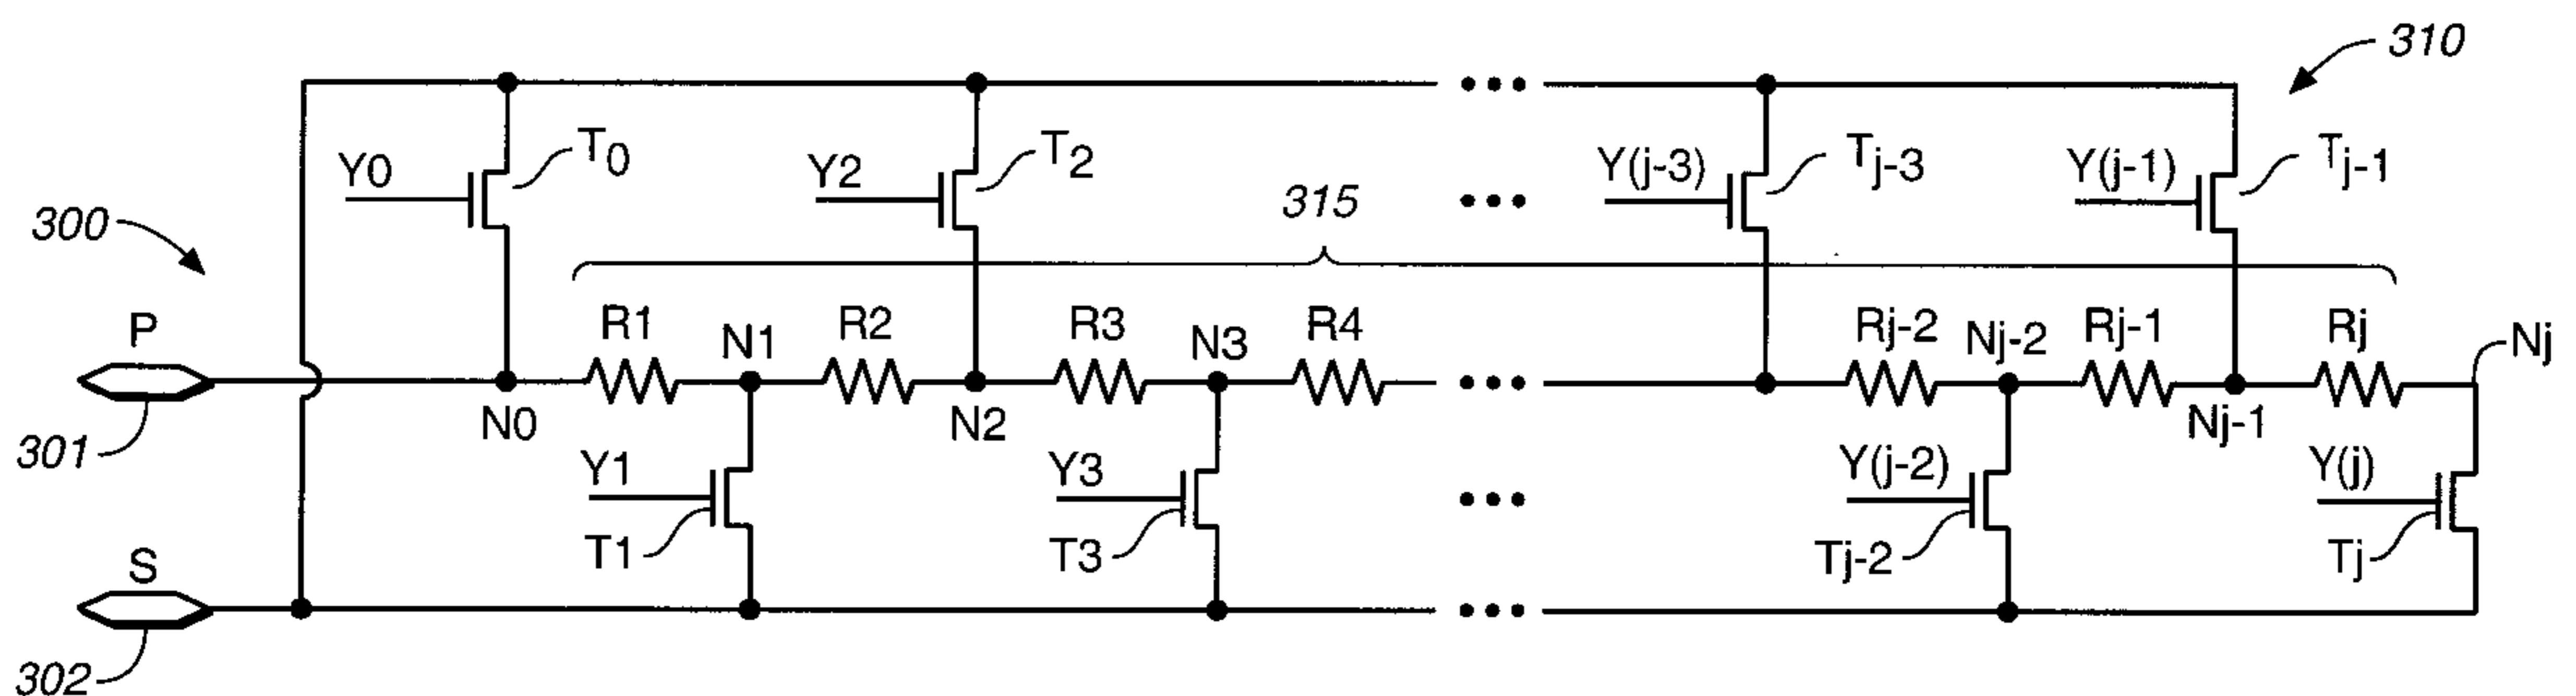 310
Y0
T0
Y2
T2
Y(j-3)
Tj-3
Y(j-1)
Tj-1
315
300
P
R1
N1
R2
R3
N3
R4
Rj-2
Nj-2
Rj-1
Rj
Nj
N0
N2
Nj-1
301
Y1
Y3
Y(j-2)
Y(j)
T1
T3
Tj-2
Tj
S
302